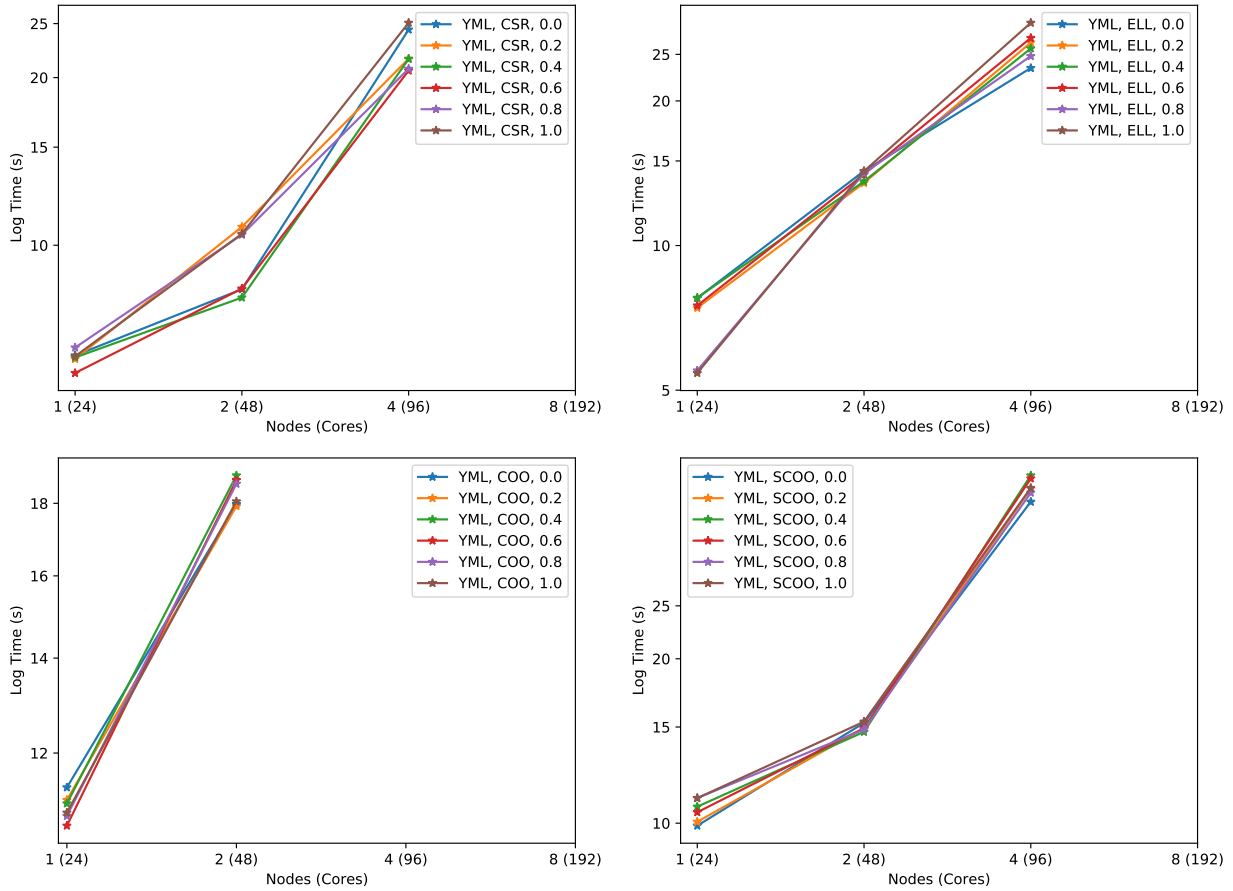 25
20
15
10
Log Time (s)
YML, CSR, 0.0
YML, CSR, 0.2
YML, CSR, 0.4
YML, CSR, 0.6
YML, CSR, 0.8
YML, CSR, 1.0
1 (24)
2 (48)
4 (96)
8 (192)
Nodes (Cores)
25
20
15
10
5
Log Time (s)
YML, ELL, 0.0
YML, ELL, 0.2
YML, ELL, 0.4
YML, ELL, 0.6
YML, ELL, 0.8
YML, ELL, 1.0
1 (24)
2 (48)
4 (96)
8 (192)
Nodes (Cores)
18
16
14
12
Log Time (s)
YML, COO, 0.0
YML, COO, 0.2
YML, COO, 0.4
YML, COO, 0.6
YML, COO, 0.8
YML, COO, 1.0
1 (24)
2 (48)
4 (96)
8 (192)
Nodes (Cores)
25
20
15
10
Log Time (s)
YML, SCOO, 0.0
YML, SCOO, 0.2
YML, SCOO, 0.4
YML, SCOO, 0.6
YML, SCOO, 0.8
YML, SCOO, 1.0
1 (24)
2 (48)
4 (96)
8 (192)
Nodes (Cores)